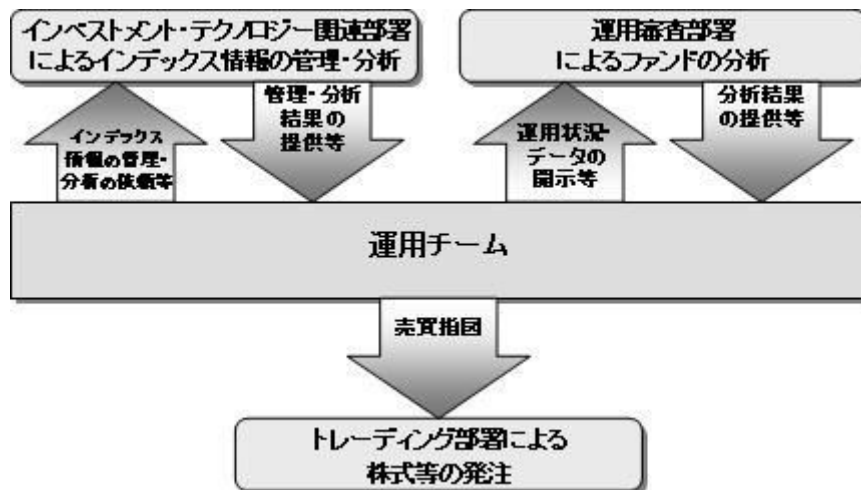 インベストメント・テクノロジー関連部署
によるインデックス情報の管理・分析
運用審査部署
によるファンドの分析
インデックス
情報の管理・
分析の依頼等
管理・分析
結果の
提供等
運用状況・
データの
開示等
分析結果
の提供等
運用チーム
売買指図
トレーディング部署による
株式等の発注